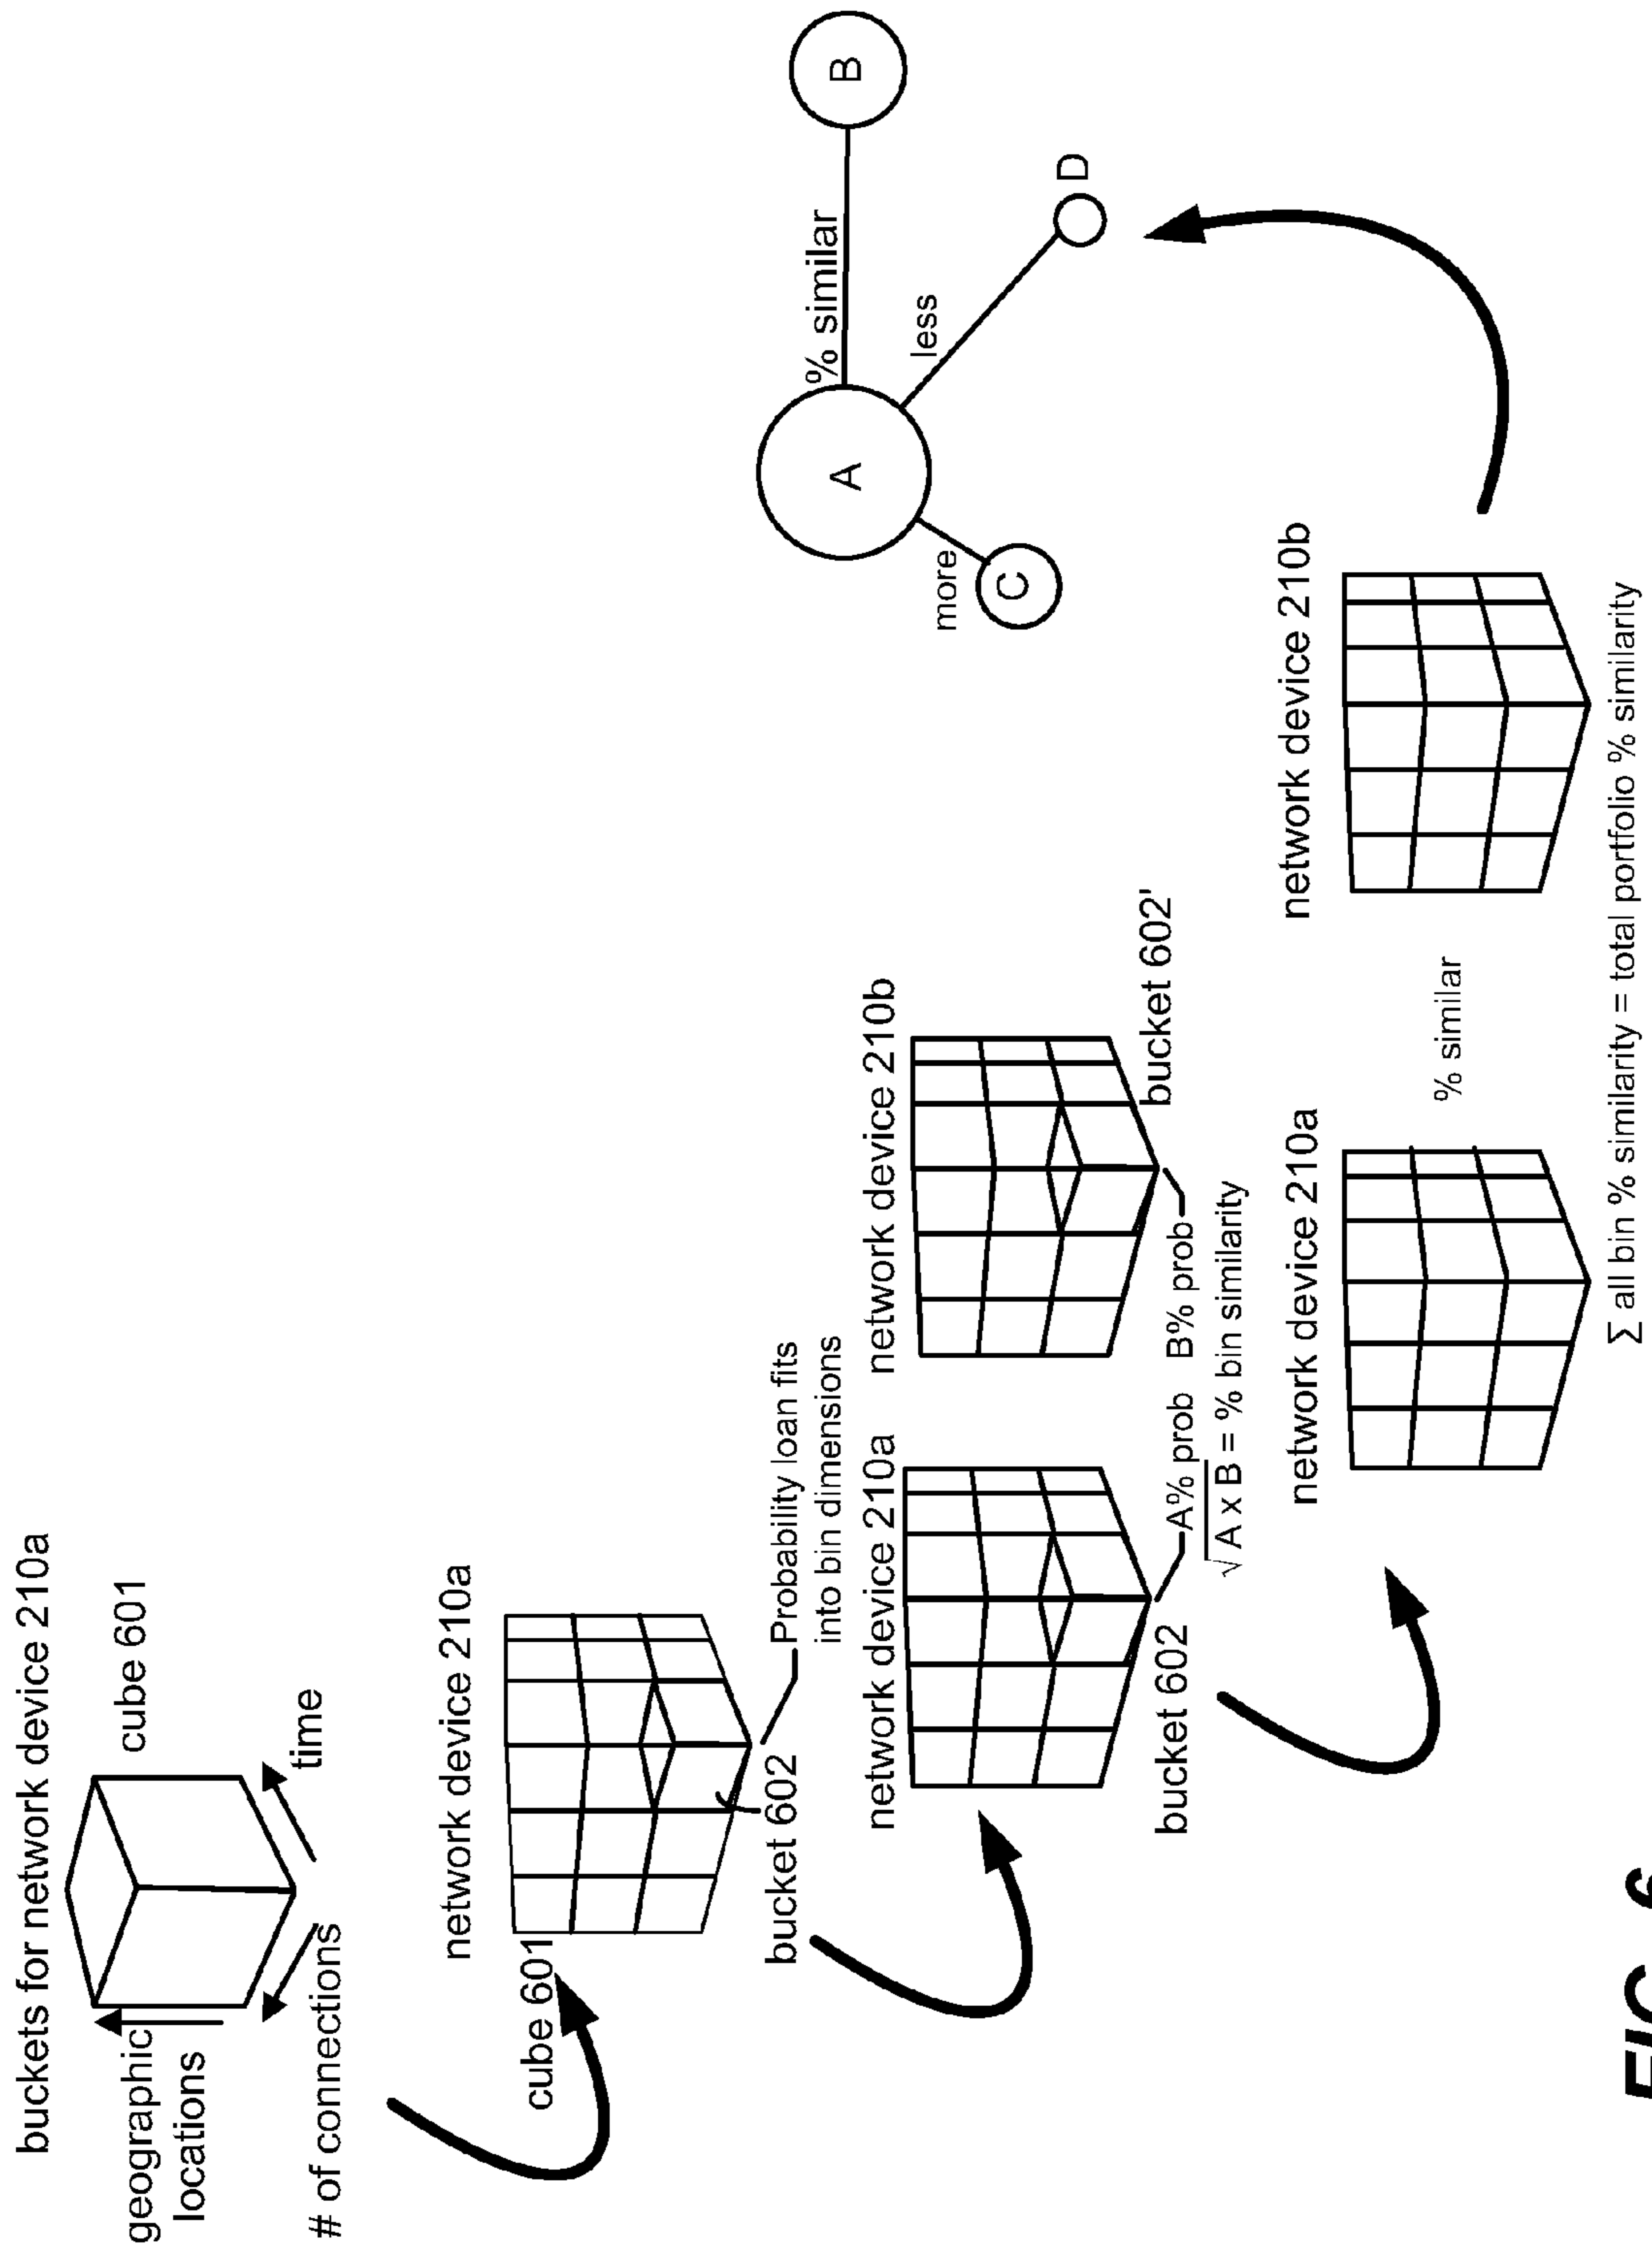 buckets for network device 210a
cube 601
geographic
locations
# of connections
time
network device 210a
cube 601
bucket 602
Probability loan fits
into bin dimensions
network device 210a
network device 210b
bucket 602
bucket 602'
A% prob
B% prob
√A x B = % bin similarity
network device 210a
network device 210b
% similar
∑ all bin % similarity = total portfolio % similarity
A
B
C
D
% similar
less
more
FIG. 6